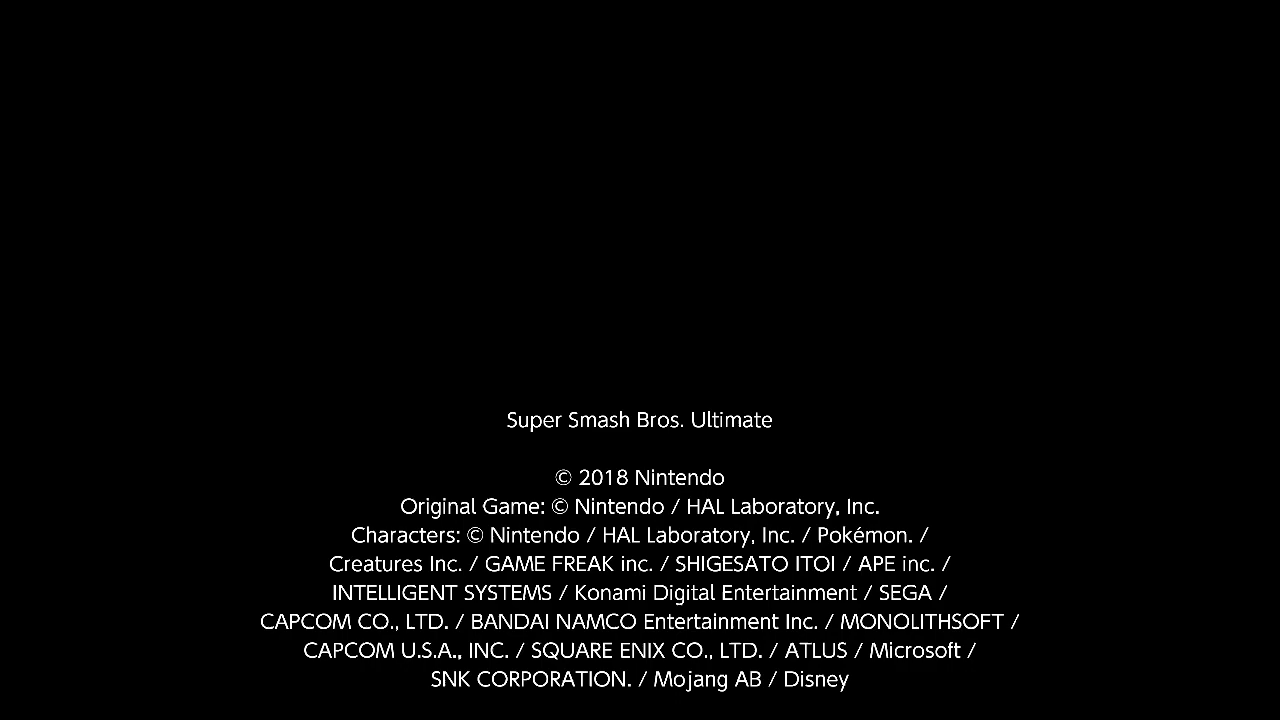 Super Smash Bros. Ultimate
© 2018 Nintendo
Original Game: © Nintendo / HAL Laboratory, Inc.
Characters: © Nintendo / HAL Laboratory, Inc. / Pokémon. /
Creatures Inc. / GAME FREAK inc. / SHIGESATO ITOI / APE inc. /
INTELLIGENT SYSTEMS / Konami Digital Entertainment / SEGA /
CAPCOM CO., LTD. / BANDAI NAMCO Entertainment Inc. / MONOLITHSOFT /
CAPCOM U.S.A., INC. / SQUARE ENIX CO., LTD. / ATLUS / Microsoft /
SNK CORPORATION. / Mojang AB / Disney